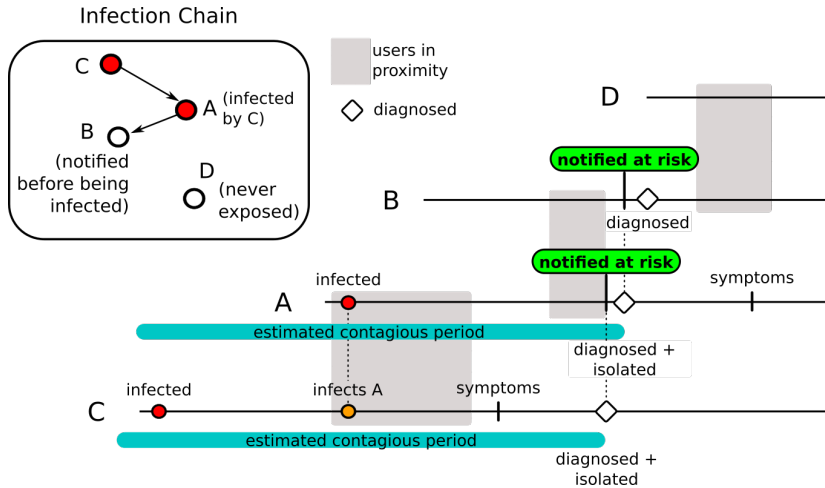 Infection Chain
C
A
(infected
by C)
B
(notified
before being
infected)
D
(never
exposed)
users in
proximity
diagnosed
D
notified at risk
B
diagnosed
notified at risk
infected
symptoms
A
estimated contagious period
diagnosed +
isolated
infected
infects A
symptoms
C
estimated contagious period
diagnosed +
isolated